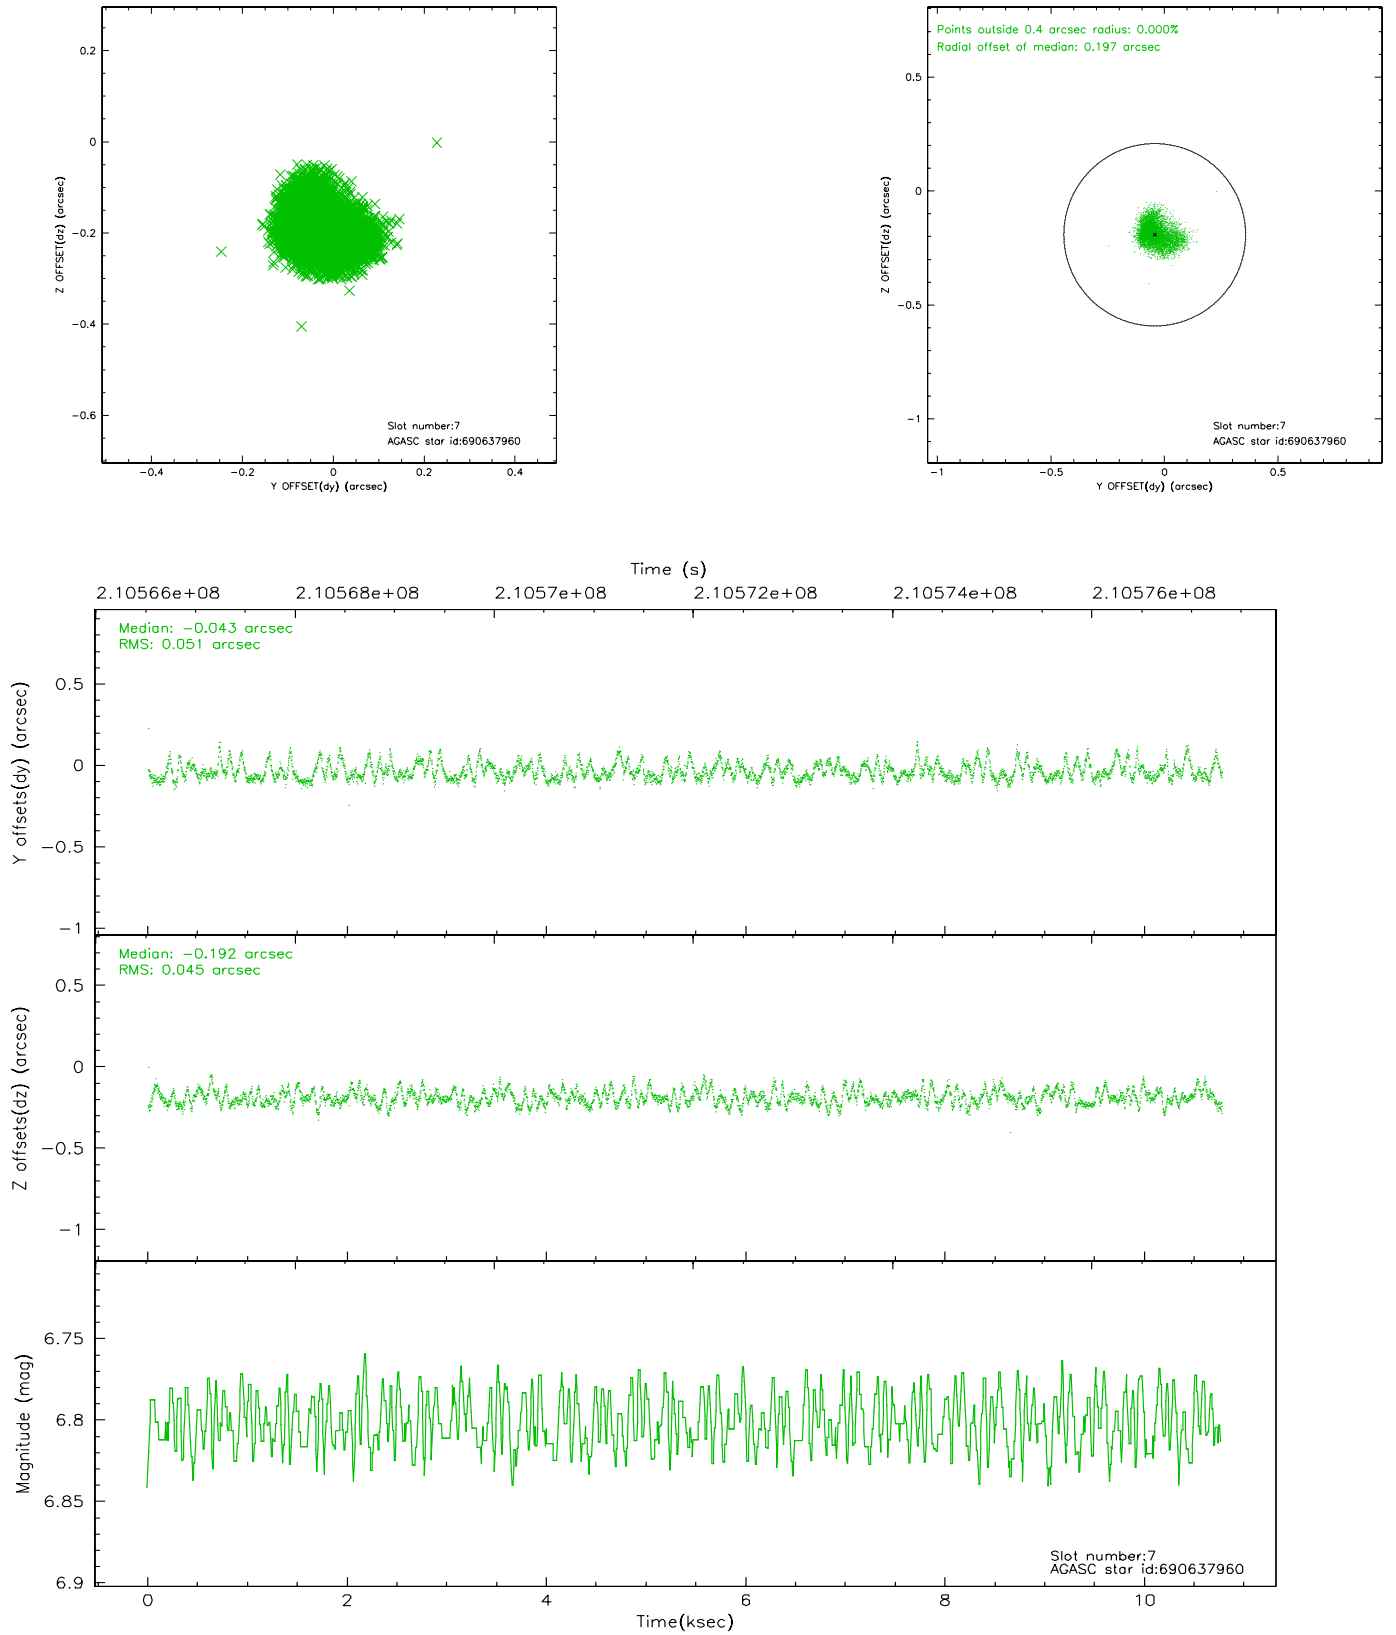 0.2
0
−0.2
−0.4
−0.6
Z OFFSET(dz) (arcsec)
Slot number:7
AGASC star id:690637960
−0.4 −0.2 0 0.2 0.4
Y OFFSET(dy) (arcsec)
Points outside 0.4 arcsec radius: 0.000%
Radial offset of median: 0.197 arcsec
0.5
0
−0.5
−1
Z OFFSET(dz) (arcsec)
Slot number:7
AGASC star id:690637960
−1 −0.5 0 0.5
Y OFFSET(dy) (arcsec)
Time (s)
2.10566e+08 2.10568e+08 2.1057e+08 2.10572e+08 2.10574e+08 2.10576e+08
Median: −0.043 arcsec
RMS: 0.051 arcsec
0.5
0
−0.5
−1
Y offsets(dy) (arcsec)
Median: −0.192 arcsec
RMS: 0.045 arcsec
0.5
0
−0.5
−1
Z offsets(dz) (arcsec)
6.75
6.8
6.85
6.9
Magnitude (mag)
Slot number:7
AGASC star id:690637960
0 2 4 6 8 10
Time(ksec)